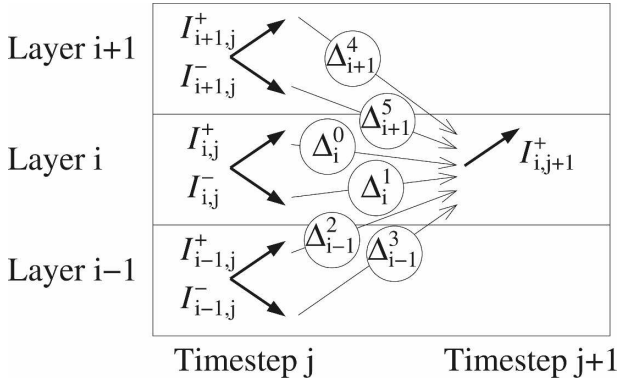 Layer i+1
I⁺ᵢ₊₁,ⱼ
I⁻ᵢ₊₁,ⱼ
Δ⁴ᵢ₊₁
Δ⁵ᵢ₊₁
Layer i
I⁺ᵢ,ⱼ
I⁻ᵢ,ⱼ
Δ⁰ᵢ
Δ¹ᵢ
I⁺ᵢ,ⱼ₊₁
Layer i−1
I⁺ᵢ₋₁,ⱼ
I⁻ᵢ₋₁,ⱼ
Δ²ᵢ₋₁
Δ³ᵢ₋₁
Timestep j
Timestep j+1